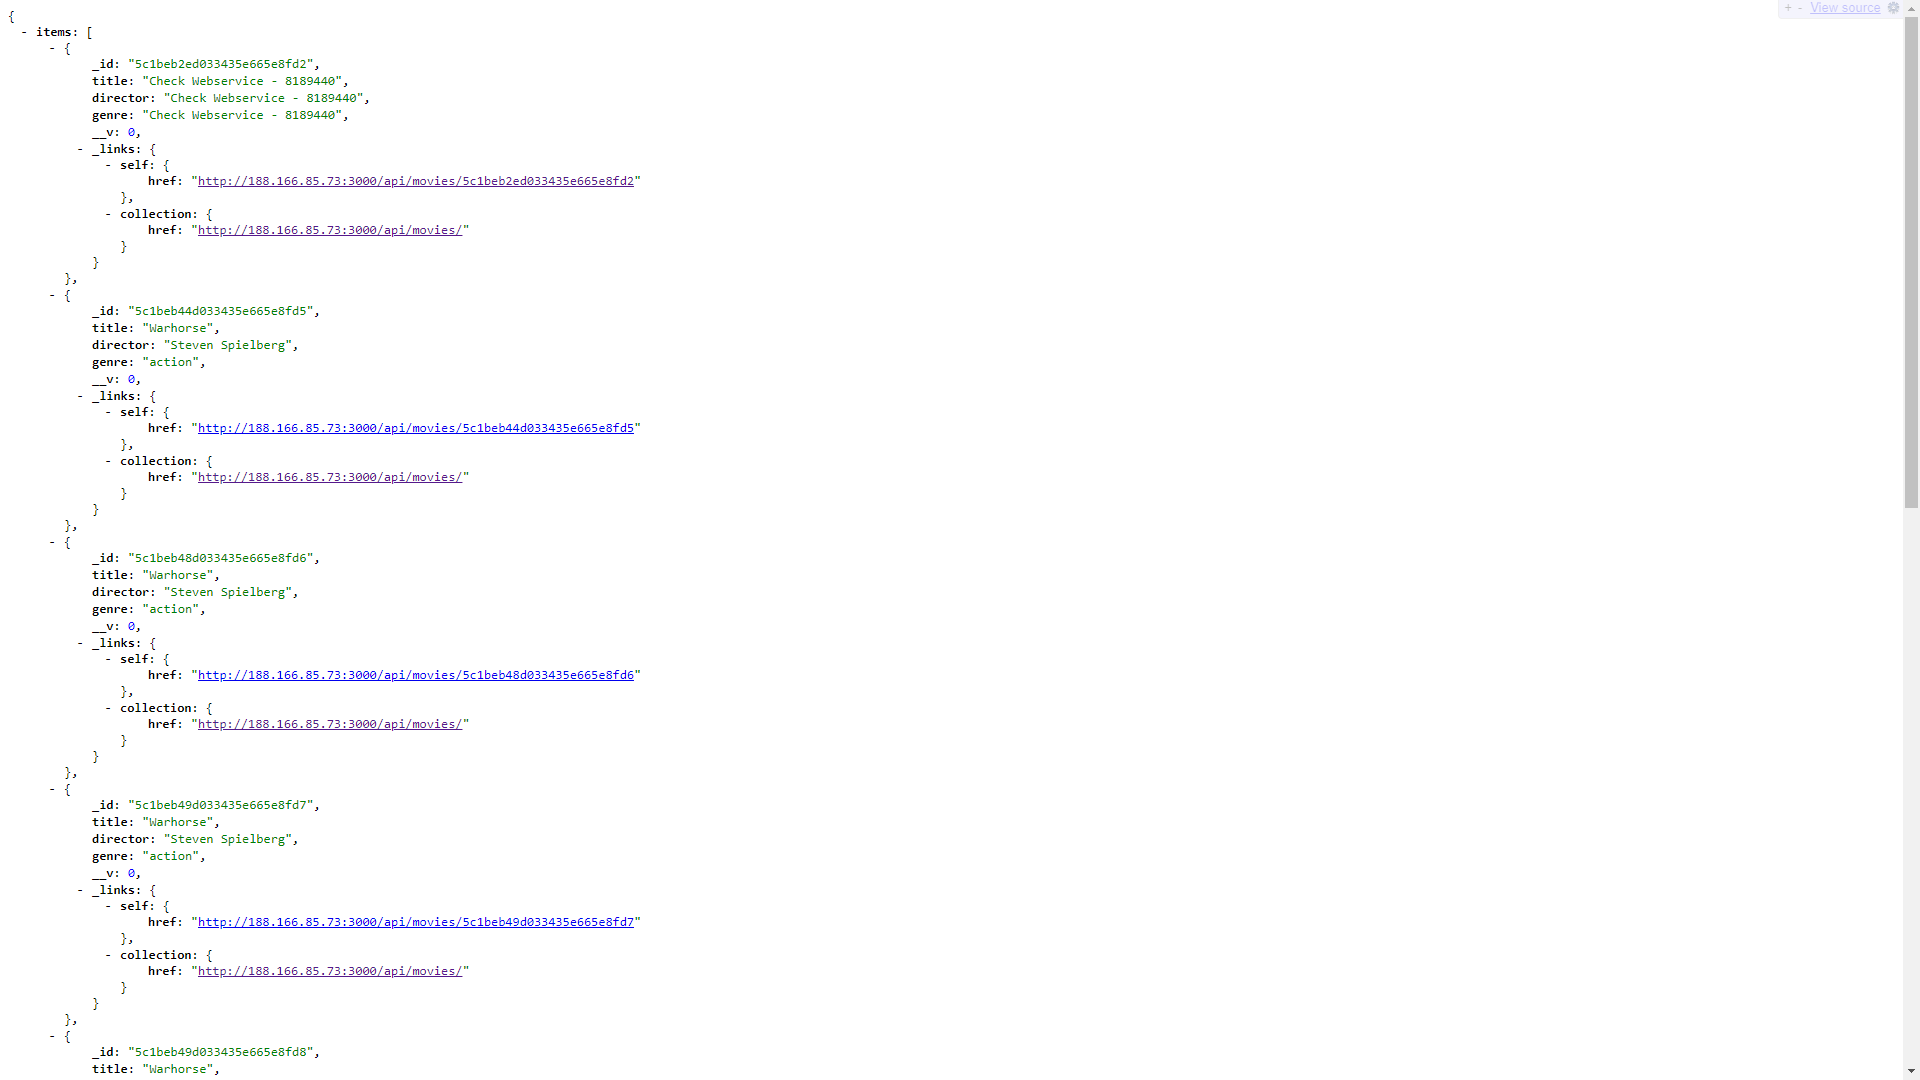 + - View source
{
- items: [
- {
_id: "5c1beb2ed033435e665e8fd2",
title: "Check Webservice - 8189440",
director: "Check Webservice - 8189440",
genre: "Check Webservice - 8189440",
__v: 0,
- _links: {
- self: {
href: "http://188.166.85.73:3000/api/movies/5c1beb2ed033435e665e8fd2"
},
- collection: {
href: "http://188.166.85.73:3000/api/movies/"
}
}
},
- {
_id: "5c1beb44d033435e665e8fd5",
title: "Warhorse",
director: "Steven Spielberg",
genre: "action",
__v: 0,
- _links: {
- self: {
href: "http://188.166.85.73:3000/api/movies/5c1beb44d033435e665e8fd5"
},
- collection: {
href: "http://188.166.85.73:3000/api/movies/"
}
}
},
- {
_id: "5c1beb48d033435e665e8fd6",
title: "Warhorse",
director: "Steven Spielberg",
genre: "action",
__v: 0,
- _links: {
- self: {
href: "http://188.166.85.73:3000/api/movies/5c1beb48d033435e665e8fd6"
},
- collection: {
href: "http://188.166.85.73:3000/api/movies/"
}
}
},
- {
_id: "5c1beb49d033435e665e8fd7",
title: "Warhorse",
director: "Steven Spielberg",
genre: "action",
__v: 0,
- _links: {
- self: {
href: "http://188.166.85.73:3000/api/movies/5c1beb49d033435e665e8fd7"
},
- collection: {
href: "http://188.166.85.73:3000/api/movies/"
}
}
},
- {
_id: "5c1beb49d033435e665e8fd8",
title: "Warhorse",